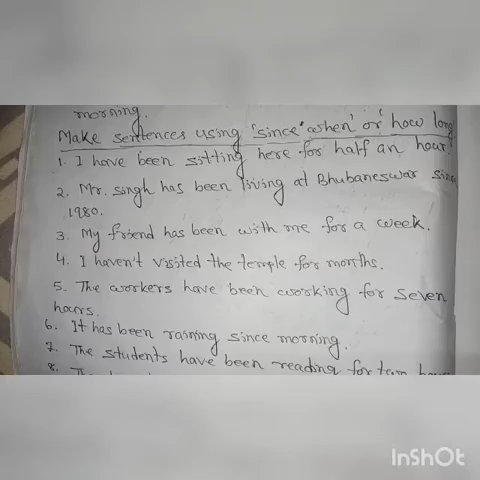 morning.
Make sentences using 'since when' or 'how long'
1. I have been sitting here for half an hour
2. Mr. Singh has been living at Bhubaneswar since
1980.
3. My friend has been with me for a week.
4. I haven't visited the temple for months.
5. The workers have been working for seven
hours.
6. It has been raining since morning.
7. The students have been reading for
8.
InShOt